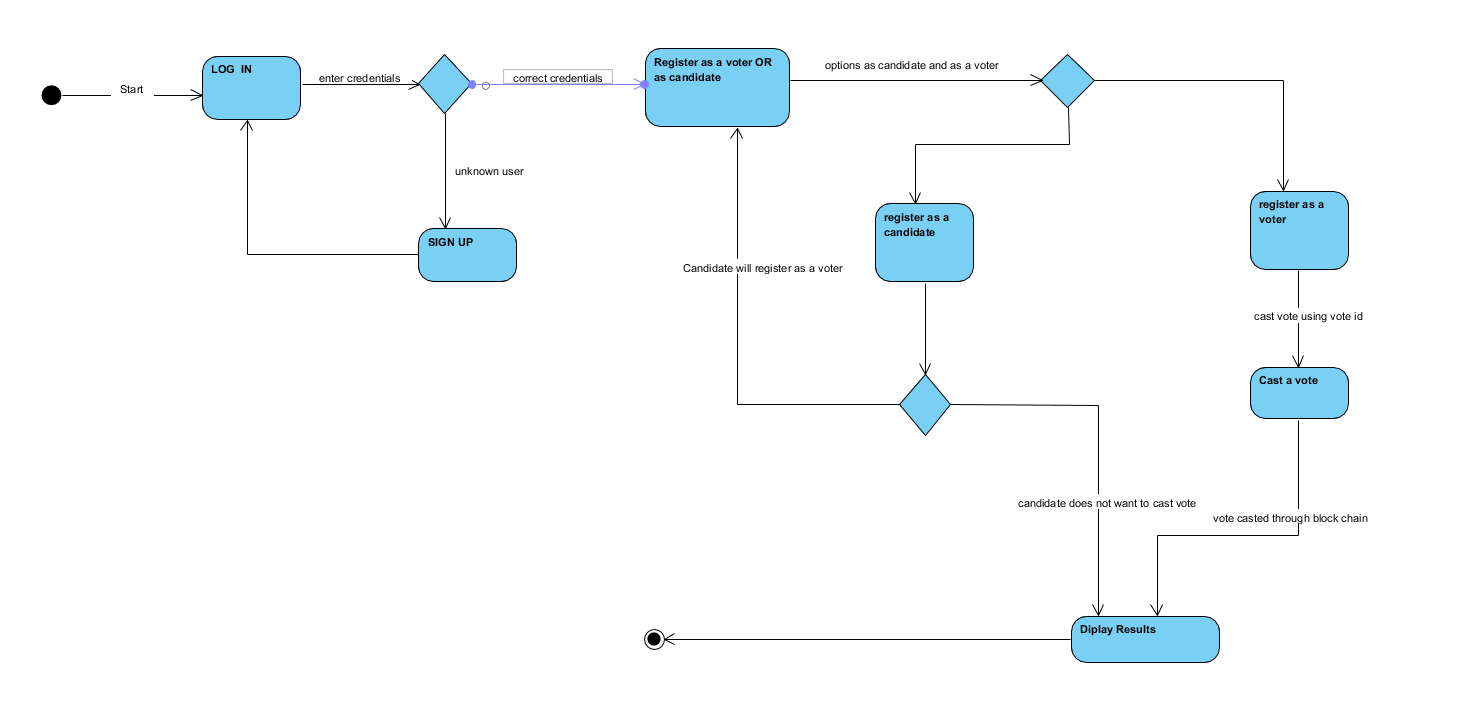 Start
LOG IN
enter credentials
correct credentials
Register as a voter OR
as candidate
options as candidate and as a voter
unknown user
SIGN UP
register as a
candidate
register as a
voter
Candidate will register as a voter
cast vote using vote id
Cast a vote
candidate does not want to cast vote
vote casted through block chain
Diplay Results